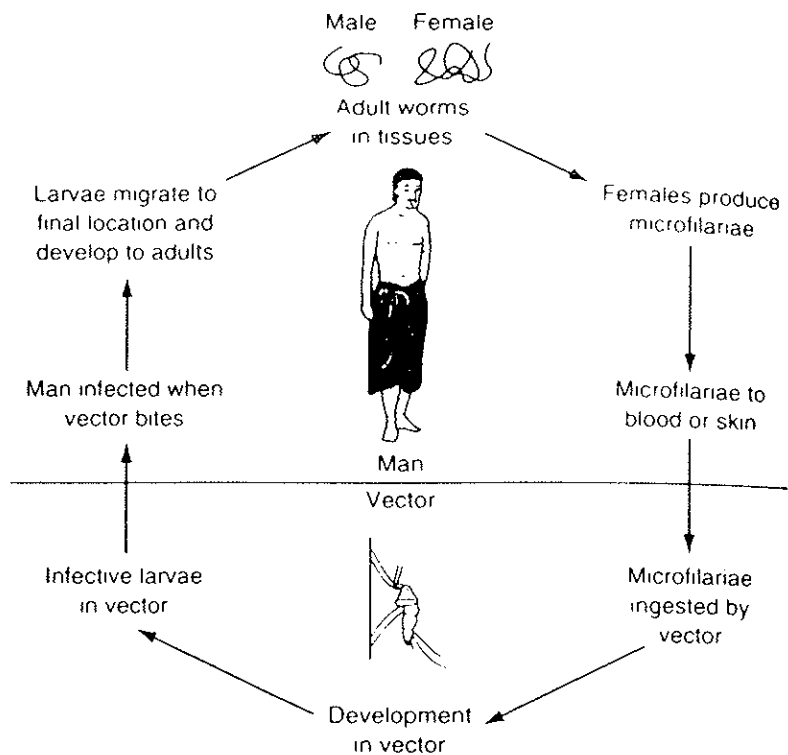 Male Female
Adult worms
in tissues
Females produce
microfilariae
Microfilariae to
blood or skin
Man
Vector
Microfilariae
ingested by
vector
Development
in vector
Infective larvae
in vector
Man infected when
vector bites
Larvae migrate to
final location and
develop to adults